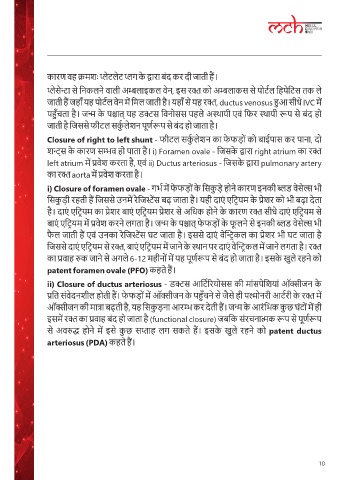 mch
कारण वह क्रमशः प्लेटलेट प्लग के द्वारा बंद कर दी जाती हैं।
प्लेसेन्टा से निकलने वाली अम्बलाइकल वेन, इस रक्त को अम्बलाकस से पोर्टल हिपेटिस तक ले
जाती हैं जहाँ यह पोर्टल वेन में मिल जाती है। यहाँ से यह रक्त, ductus venosus हुआ सीधे IVC में
पहुँचता है। जन्म के पश्चात् यह डक्टस विनोसस पहले अस्थायी एवं फिर स्थायी रूप से बंद हो
जाती है जिससे फीटल सर्कुलेशन पूर्णरूप से बंद हो जाता है।
Closure of right to left shunt - फीटल सर्कुलेशन का फेफड़ों को बाईपास कर पाना, दो
शन्ट्स के कारण सम्भव हो पाता है। i) Foramen ovale - जिसके द्वारा right atrium का रक्त
left atrium में प्रवेश करता है, एवं ii) Ductus arteriosus - जिसके द्वारा pulmonary artery
का रक्त aorta में प्रवेश करता है।
i) Closure of foramen ovale - गर्भ में फेफड़ों के सिकुड़े होने कारण इनकी ब्लड वेसेल्स भी
सिकुड़ी रहती हैं जिससे उनमें रेजिस्टेंस बढ़ जाता है। यही दाएं एट्रियम के प्रेशर को भी बढ़ा देता
है। दाएं एट्रियम का प्रेशर बाएं एट्रियम प्रेशर से अधिक होने के कारण रक्त सीधे दाएं एट्रियम से
बाएं एट्रियम में प्रवेश करने लगता है। जन्म के पश्चात् फेफड़ों के फूलने से इनकी ब्लड वेसेल्स भी
फैल जाती हैं एवं उनका रेजिस्टेंस घट जाता है। इससे दाएं वेन्ट्रिकल का प्रेशर भी घट जाता है
जिससे दाएं एट्रियम से रक्त, बाएं एट्रियम में जाने के स्थान पर दाएं वेन्ट्रिकल में जाने लगता है। रक्त
का प्रवाह रुक जाने से अगले 6-12 महीनों में यह पूर्णरूप से बंद हो जाता है। इसके खुले रहने को
patent foramen ovale (PFO) कहते हैं।
ii) Closure of ductus arteriosus - डक्टस आर्टिरियोसस की मांसपेशियां ऑक्सीजन के
प्रति संवेदनशील होती हैं। फेफड़ों में ऑक्सीजन के पहुँचने से जैसे ही पल्मोनरी आर्टरी के रक्त में
ऑक्सीजन की मात्रा बढ़ती है, यह सिकुड़ना आरम्भ कर देती हैं। जन्म के आरंभिक कुछ घंटों में ही
इसमें रक्त का प्रवाह बंद हो जाता है (functional closure) जबकि संरचनात्मक रूप से पूर्णरूप
से अवरुद्ध होने में इसे कुछ सप्ताह लग सकते हैं। इसके खुले रहने को patent ductus
arteriosus (PDA) कहते हैं।
10